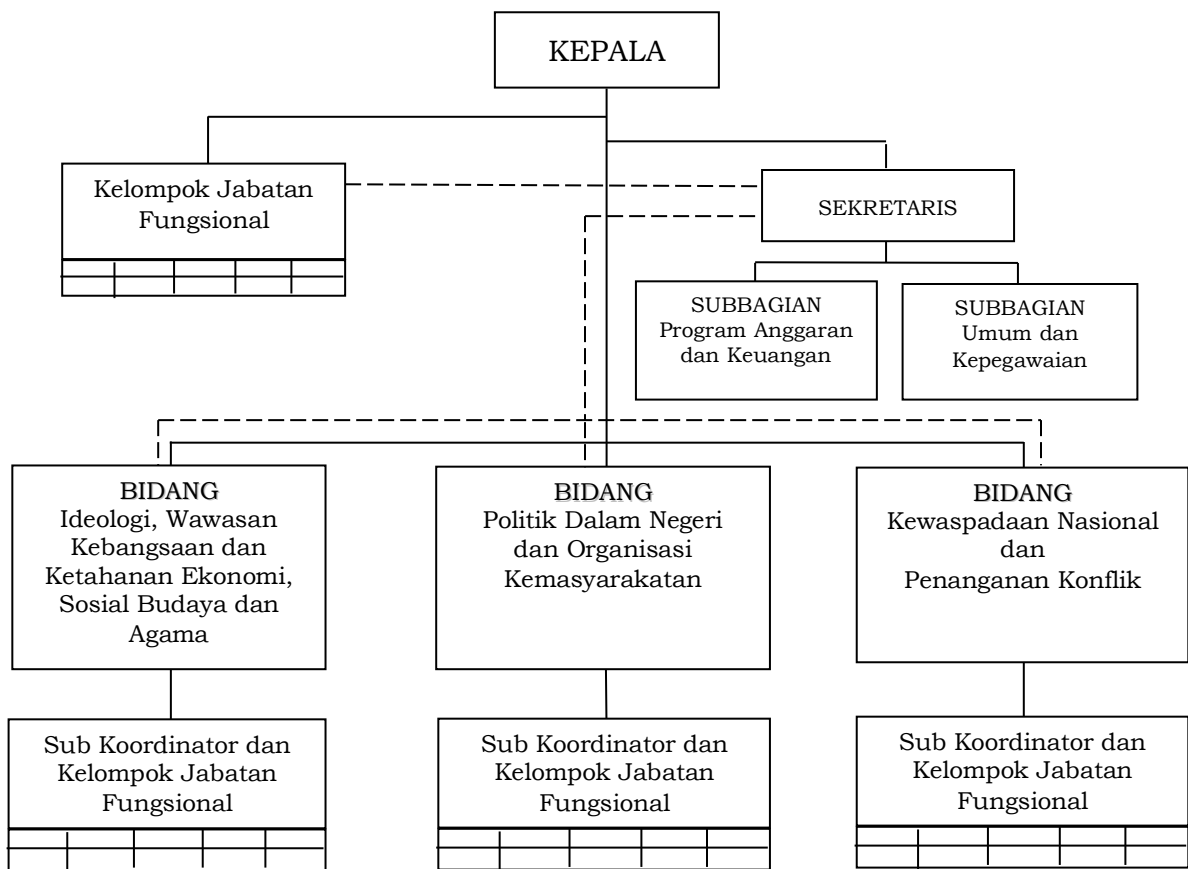 KEPALA
Kelompok Jabatan
Fungsional
SEKRETARIS
SUBBAGIAN
Program Anggaran
dan Keuangan
SUBBAGIAN
Umum dan
Kepegawaian
BIDANG
Ideologi, Wawasan
Kebangsaan dan
Ketahanan Ekonomi,
Sosial Budaya dan
Agama
BIDANG
Politik Dalam Negeri
dan Organisasi
Kemasyarakatan
BIDANG
Kewaspadaan Nasional
dan
Penanganan Konflik
Sub Koordinator dan
Kelompok Jabatan
Fungsional
Sub Koordinator dan
Kelompok Jabatan
Fungsional
Sub Koordinator dan
Kelompok Jabatan
Fungsional